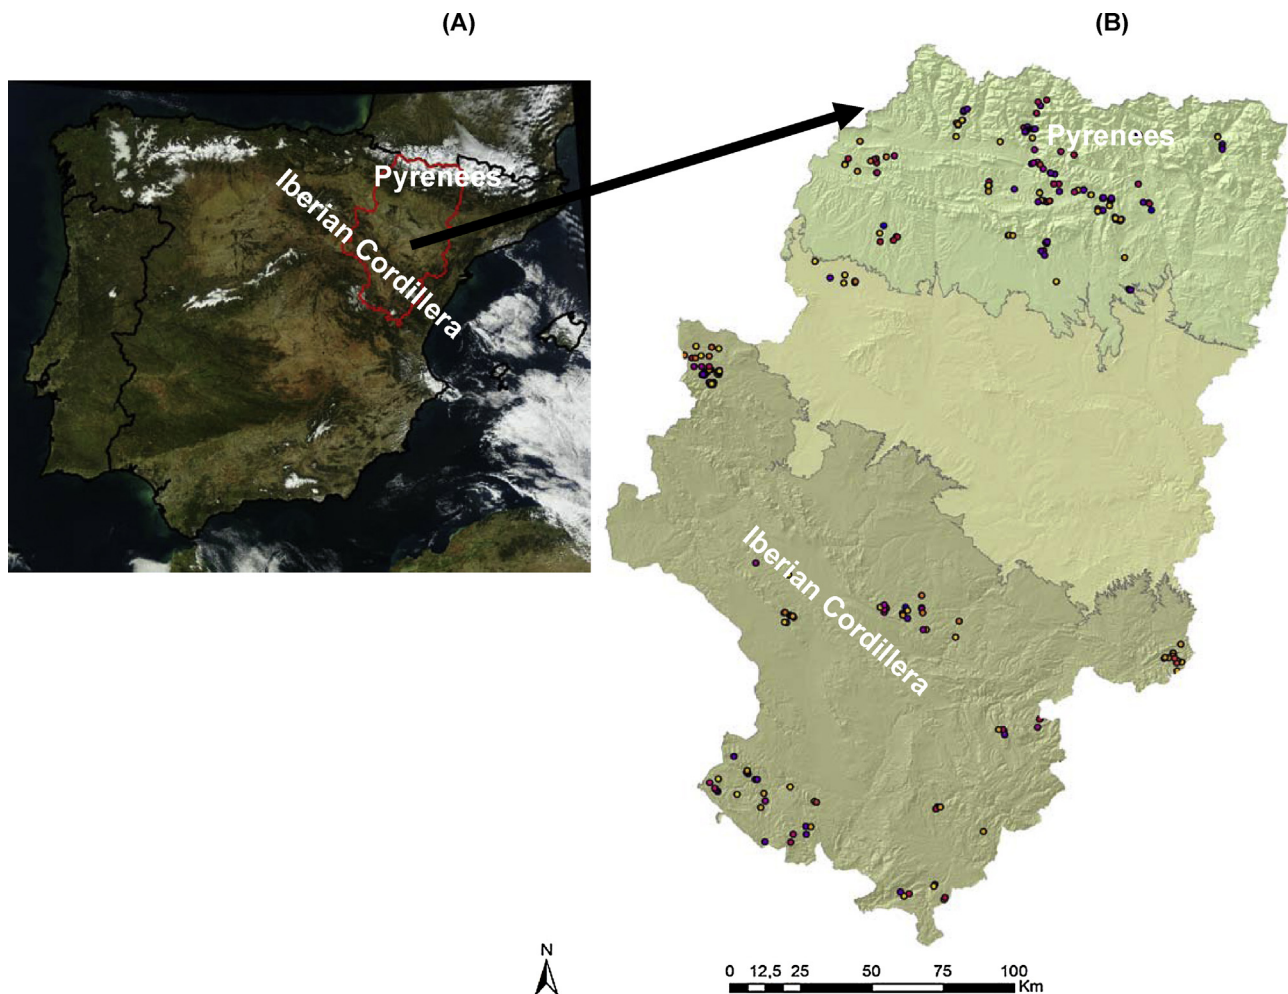 (A)
(B)
Pyrenees
Iberian Cordillera
Pyrenees
Iberian Cordillera
N
0 12,5 25 50 75 100
Km